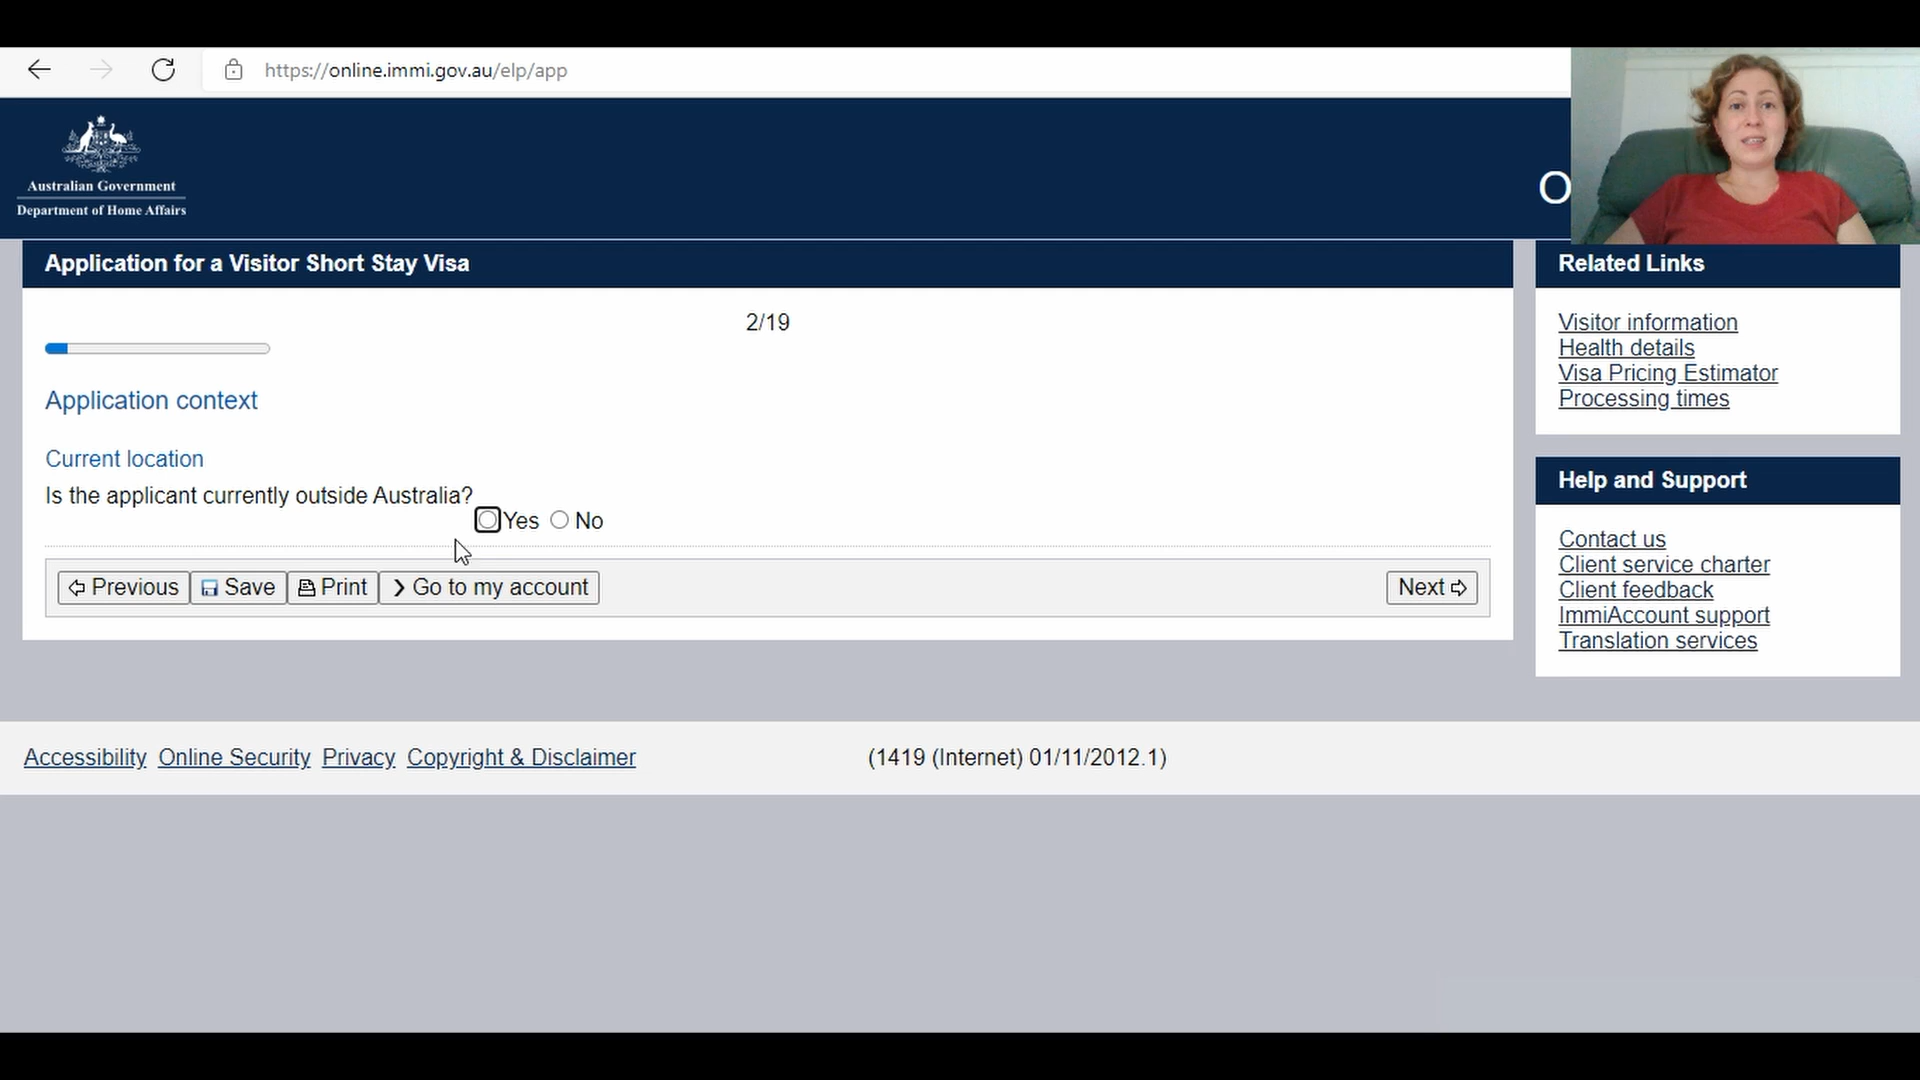 https://online.immi.gov.au/elp/app
Australian Government
Department of Home Affairs
O
Application for a Visitor Short Stay Visa
2/19
Application context
Current location
Is the applicant currently outside Australia?
Yes No
Previous Save Print Go to my account Next
Related Links
Visitor information
Health details
Visa Pricing Estimator
Processing times
Help and Support
Contact us
Client service charter
Client feedback
ImmiAccount support
Translation services
Accessibility Online Security Privacy Copyright & Disclaimer (1419 (Internet) 01/11/2012.1)